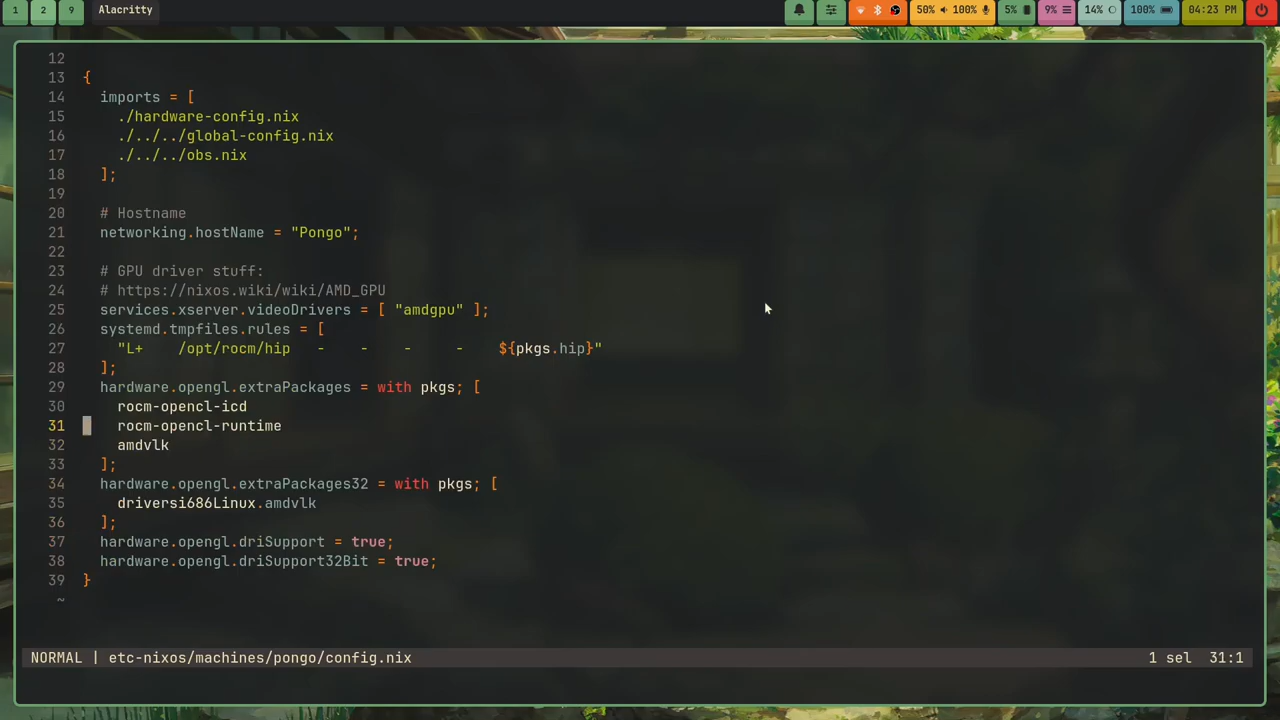 1 2 9 Alacritty 50% 100% 5% 9% 14% 100% 04:23 PM
12
13 {
14 imports = [
15 ./hardware-config.nix
16 ./../../global-config.nix
17 ./../../obs.nix
18 ];
19
20 # Hostname
21 networking.hostName = "Pongo";
22
23 # GPU driver stuff:
24 # https://nixos.wiki/wiki/AMD_GPU
25 services.xserver.videoDrivers = [ "amdgpu" ];
26 systemd.tmpfiles.rules = [
27 "L+    /opt/rocm/hip   -    -    -     -    ${pkgs.hip}"
28 ];
29 hardware.opengl.extraPackages = with pkgs; [
30 rocm-opencl-icd
31 rocm-opencl-runtime
32 amdvlk
33 ];
34 hardware.opengl.extraPackages32 = with pkgs; [
35 driversi686Linux.amdvlk
36 ];
37 hardware.opengl.driSupport = true;
38 hardware.opengl.driSupport32Bit = true;
39 }
~
NORMAL | etc-nixos/machines/pongo/config.nix 1 sel 31:1